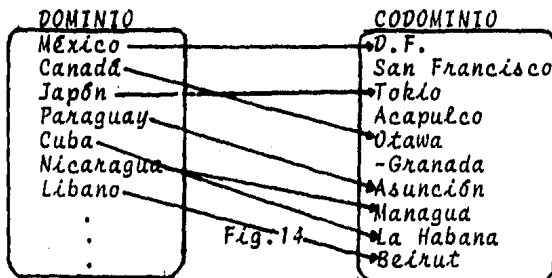 DOMINIO CODOMINIO
México D.F.
Canadá San Francisco
Japón Tokio
Paraguay Acapulco
Cuba Otawa
Nicaragua -Granada
Líbano Asunción
. Managua
. Fig.14 La Habana
. Beirut